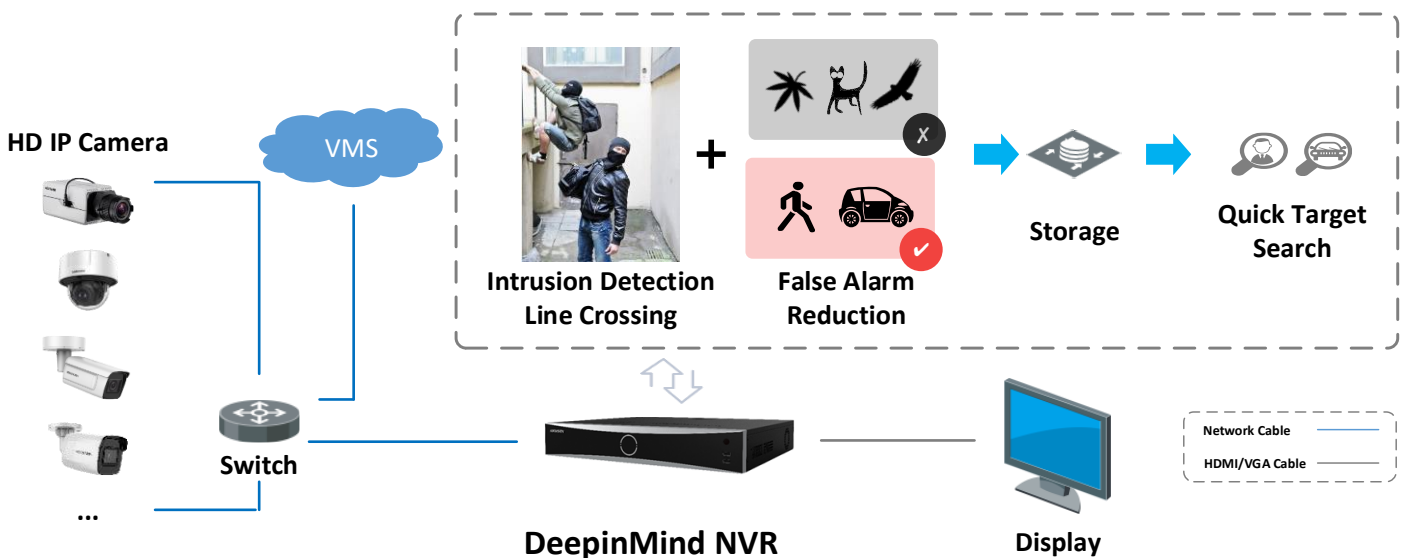 HD IP Camera
VMS
Intrusion Detection
Line Crossing
+
False Alarm
Reduction
Storage
Quick Target
Search
Switch
...
DeepinMind NVR
Display
Network Cable
HDMI/VGA Cable